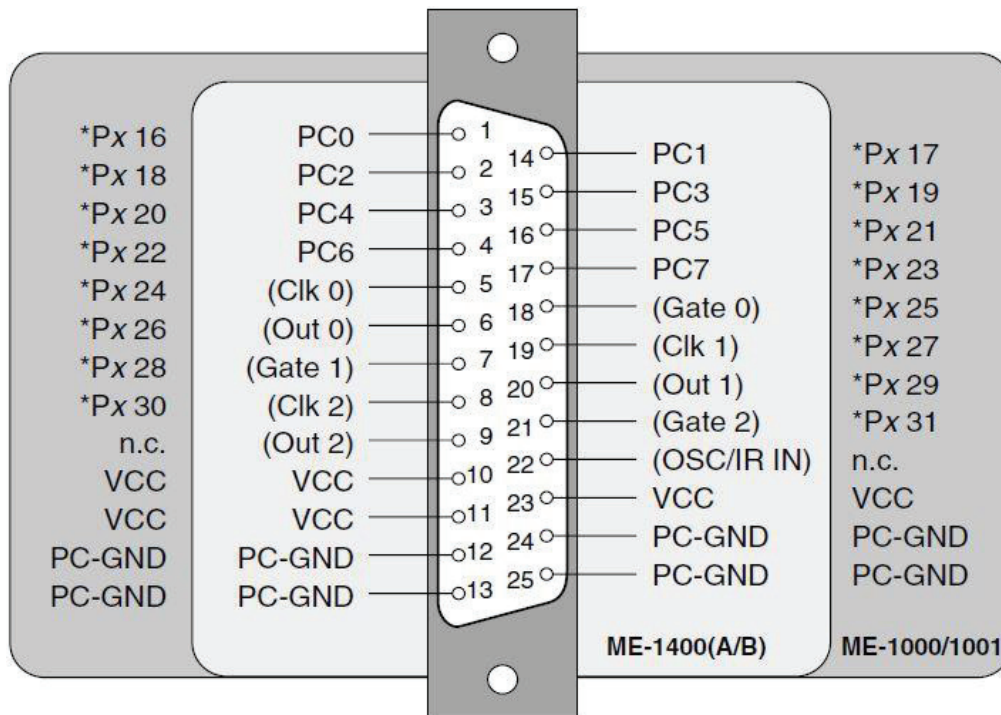 *Px 16 PC0 1
14 PC1 *Px 17
*Px 18 PC2 2
15 PC3 *Px 19
*Px 20 PC4 3
16 PC5 *Px 21
*Px 22 PC6 4
17 PC7 *Px 23
*Px 24 (Clk 0) 5
18 (Gate 0) *Px 25
*Px 26 (Out 0) 6
19 (Clk 1) *Px 27
*Px 28 (Gate 1) 7
20 (Out 1) *Px 29
*Px 30 (Clk 2) 8
21 (Gate 2) *Px 31
n.c. (Out 2) 9
22 (OSC/IR IN) n.c.
VCC VCC 10
23 VCC VCC
VCC VCC 11
24 PC-GND PC-GND
PC-GND PC-GND 12
25 PC-GND PC-GND
PC-GND PC-GND 13
ME-1400(A/B) ME-1000/1001